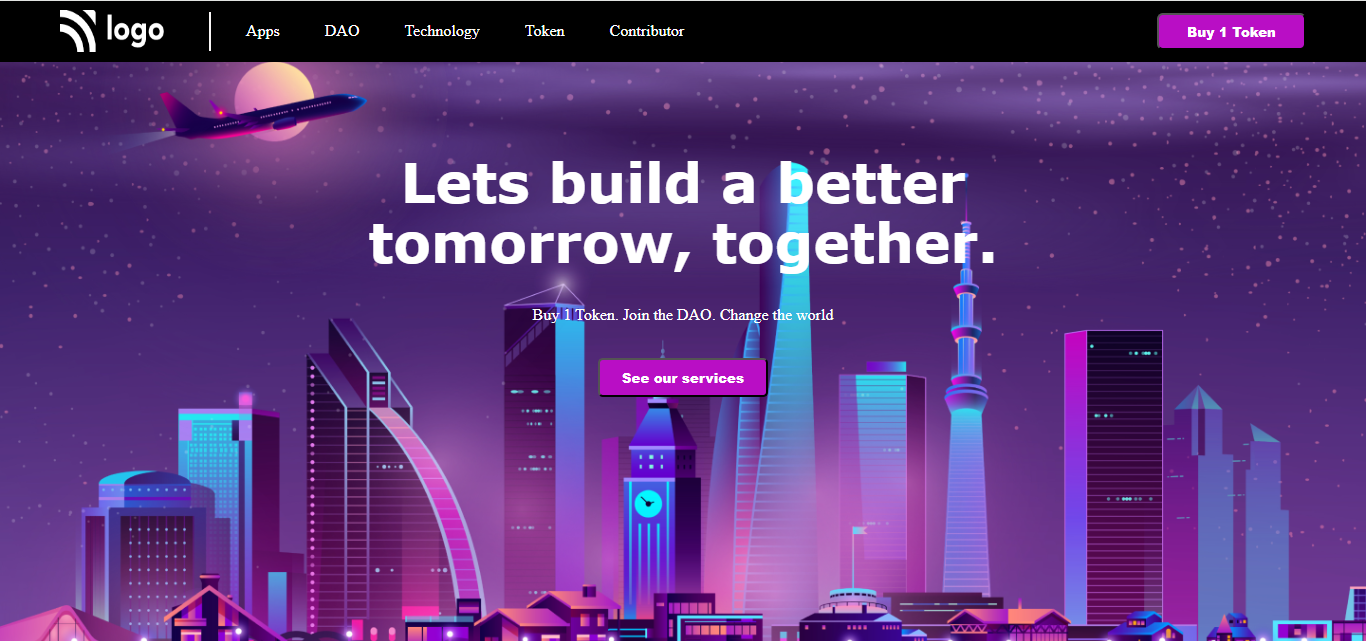 logo
Apps
DAO
Technology
Token
Contributor
Buy 1 Token
Lets build a better
tomorrow, together.
Buy 1 Token. Join the DAO. Change the world
See our services